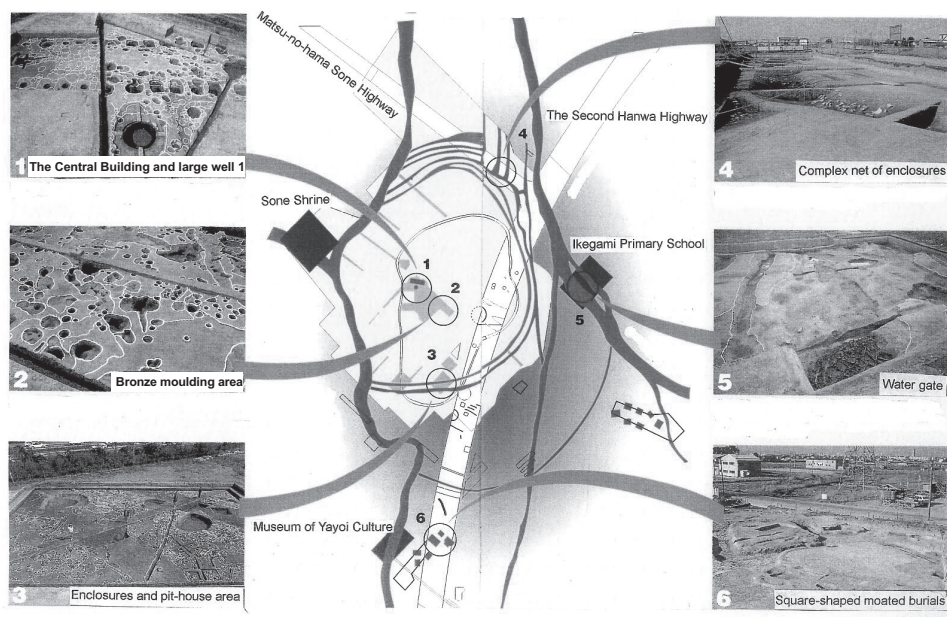 1 The Central Building and large well 1
2 Bronze moulding area
3 Enclosures and pit-house area
Matsu-no-hama Sone Highway
Sone Shrine
1
2
3
Museum of Yayoi Culture
6
4
The Second Hanwa Highway
Ikegami Primary School
5
4 Complex net of enclosures
5 Water gate
6 Square-shaped moated burials